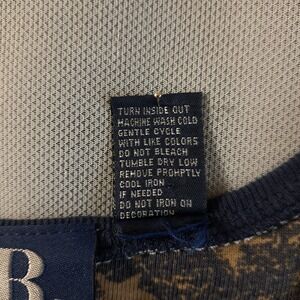 TURN INSIDE OUT
MACHINE WASH COLD
GENTLE CYCLE
WITH LIKE COLORS
DO NOT BLEACH
TUMBLE DRY LOW
REMOVE PROMPTLY
COOL IRON
IF NEEDED
DO NOT IRON ON
DECORATION
R